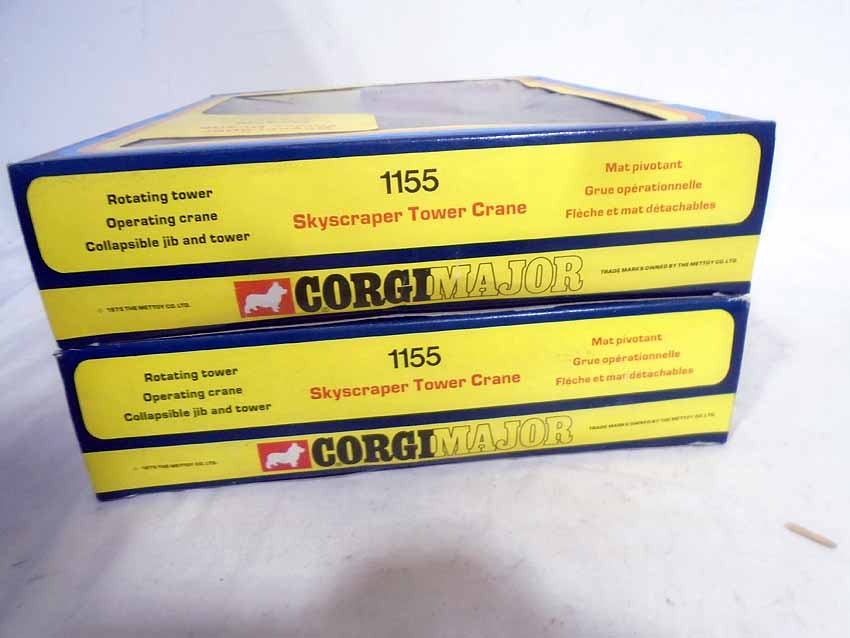 Rotating tower
Operating crane
Collapsible jib and tower
1155
Skyscraper Tower Crane
Mat pivotant
Grue opérationnelle
Flèche et mat détachables
© 1975 THE METTOY CO. LTD.
CORGI MAJOR
TRADE MARKS OWNED BY THE METTOY CO. LTD.
Rotating tower
Operating crane
Collapsible jib and tower
1155
Skyscraper Tower Crane
Mat pivotant
Grue opérationnelle
Flèche et mat détachables
© 1975 THE METTOY CO. LTD.
CORGI MAJOR
TRADE MARKS OWNED BY THE METTOY CO. LTD.